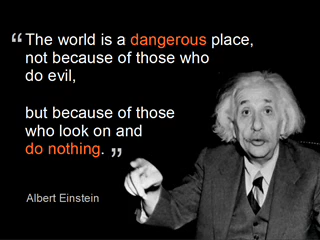 “The world is a dangerous place,
not because of those who
do evil,
but because of those
who look on and
do nothing. ”
Albert Einstein